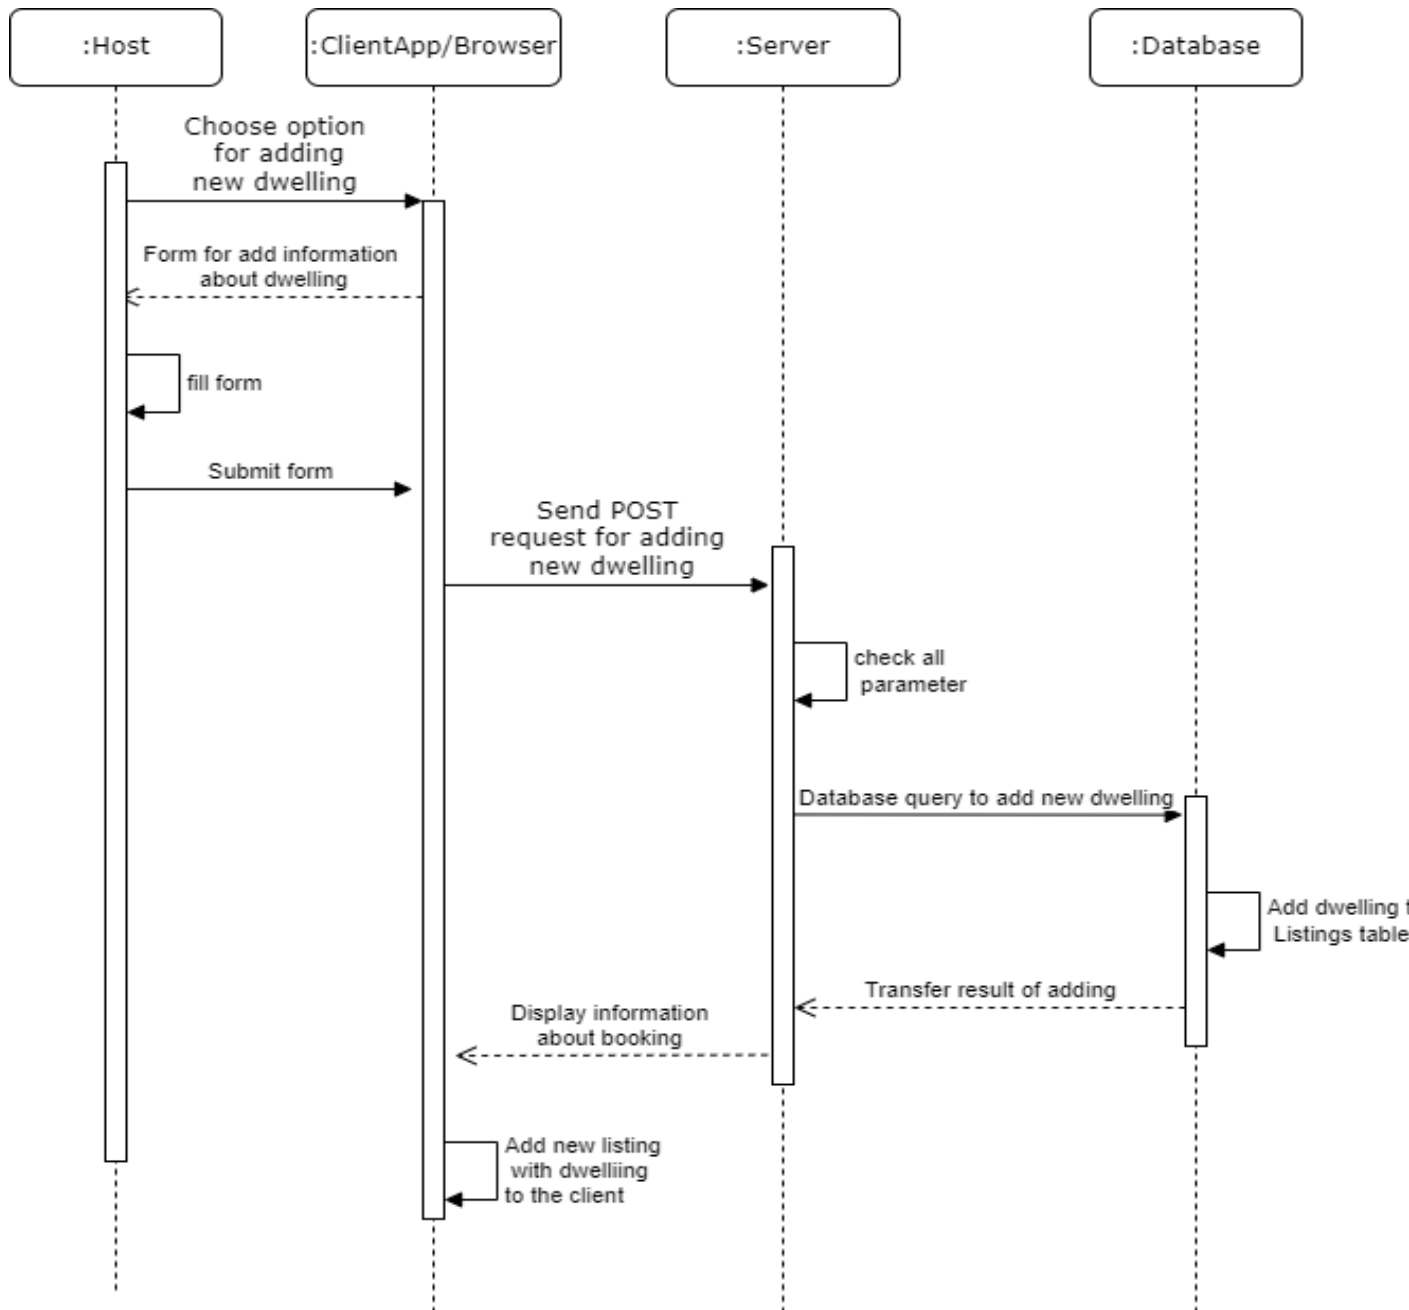 :Host
:ClientApp/Browser
:Server
:Database
Choose option
for adding
new dwelling
Form for add information
about dwelling
fill form
Submit form
Send POST
request for adding
new dwelling
check all
parameter
Database query to add new dwelling
Add dwelling
Listings table
Transfer result of adding
Display information
about booking
Add new listing
with dwelliing
to the client